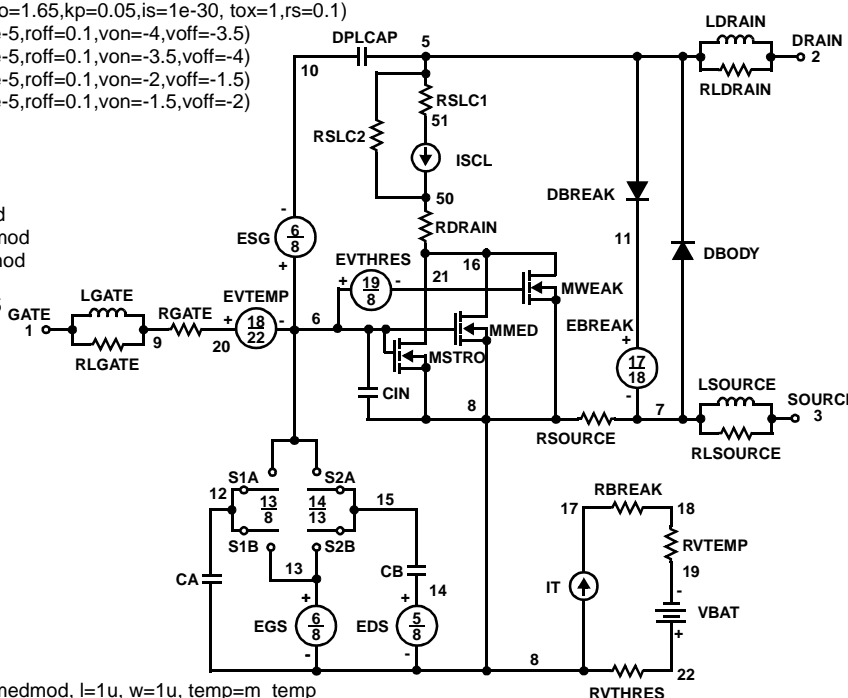 o=1.65,kp=0.05,is=1e-30, tox=1,rs=0.1)
e-5,roff=0.1,von=-4,voff=-3.5)
e-5,roff=0.1,von=-3.5,voff=-4)
e-5,roff=0.1,von=-2,voff=-1.5)
e-5,roff=0.1,von=-1.5,voff=-2)
DPLCAP
5
LDRAIN
DRAIN
2
10
RLDRAIN
RSLC1
51
RSLC2
ISCL
50
DBREAK
d
mod
mod
ESG
-
6
8
+
RDRAIN
11
DBODY
EVTHRES
+
19
8
-
21
16
MWEAK
GATE
1
LGATE
RLGATE
9
RGATE
20
EVTEMP
+
18
22
-
6
MMED
MSTRO
EBREAK
+
17
18
-
CIN
8
RSOURCE
7
LSOURCE
SOURCE
3
RLSOURCE
S1A
S2A
12
13
8
14
13
15
S1B
S2B
13
CA
CB
14
+
EGS
6
8
-
+
EDS
5
8
-
RBREAK
17
18
RVTEMP
19
IT
-
VBAT
+
8
22
RVTHRES
medmod, l=1u, w=1u, temp=m_temp